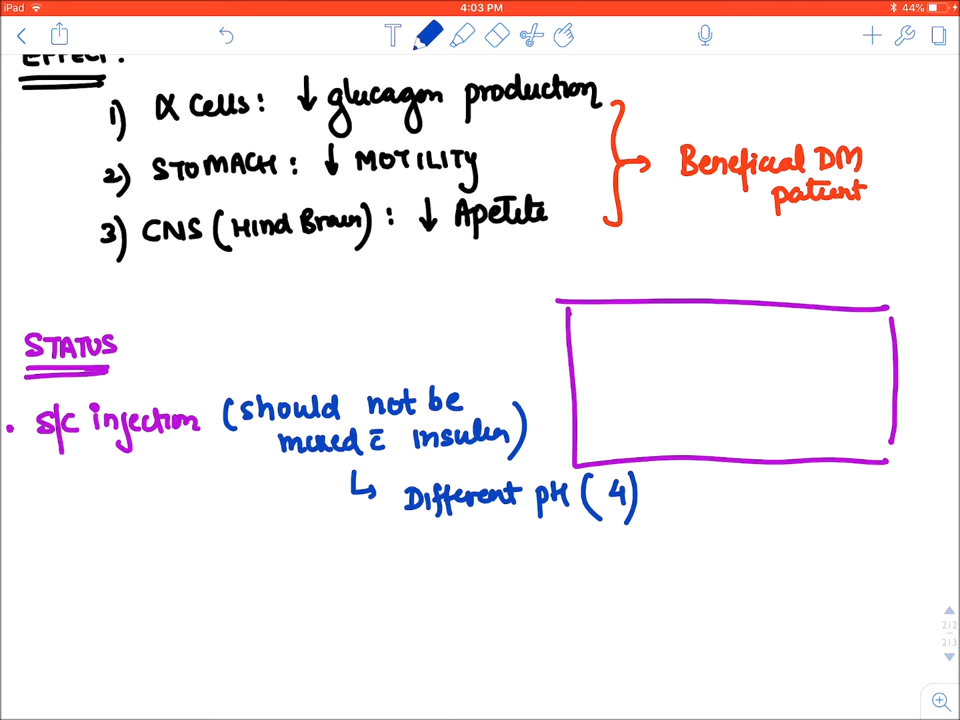 iPad
4:03 PM
44%
T
EFFECT:
1) α Cells: ↓ glucagon production
2) STOMACH: ↓ MOTILITY
3) CNS (Hind Brain): ↓ Apetite
Beneficial DM
patient
STATUS
• S/C injection (should not be
mixed c̄ insulin)
↳ Different pH (4)
212
213